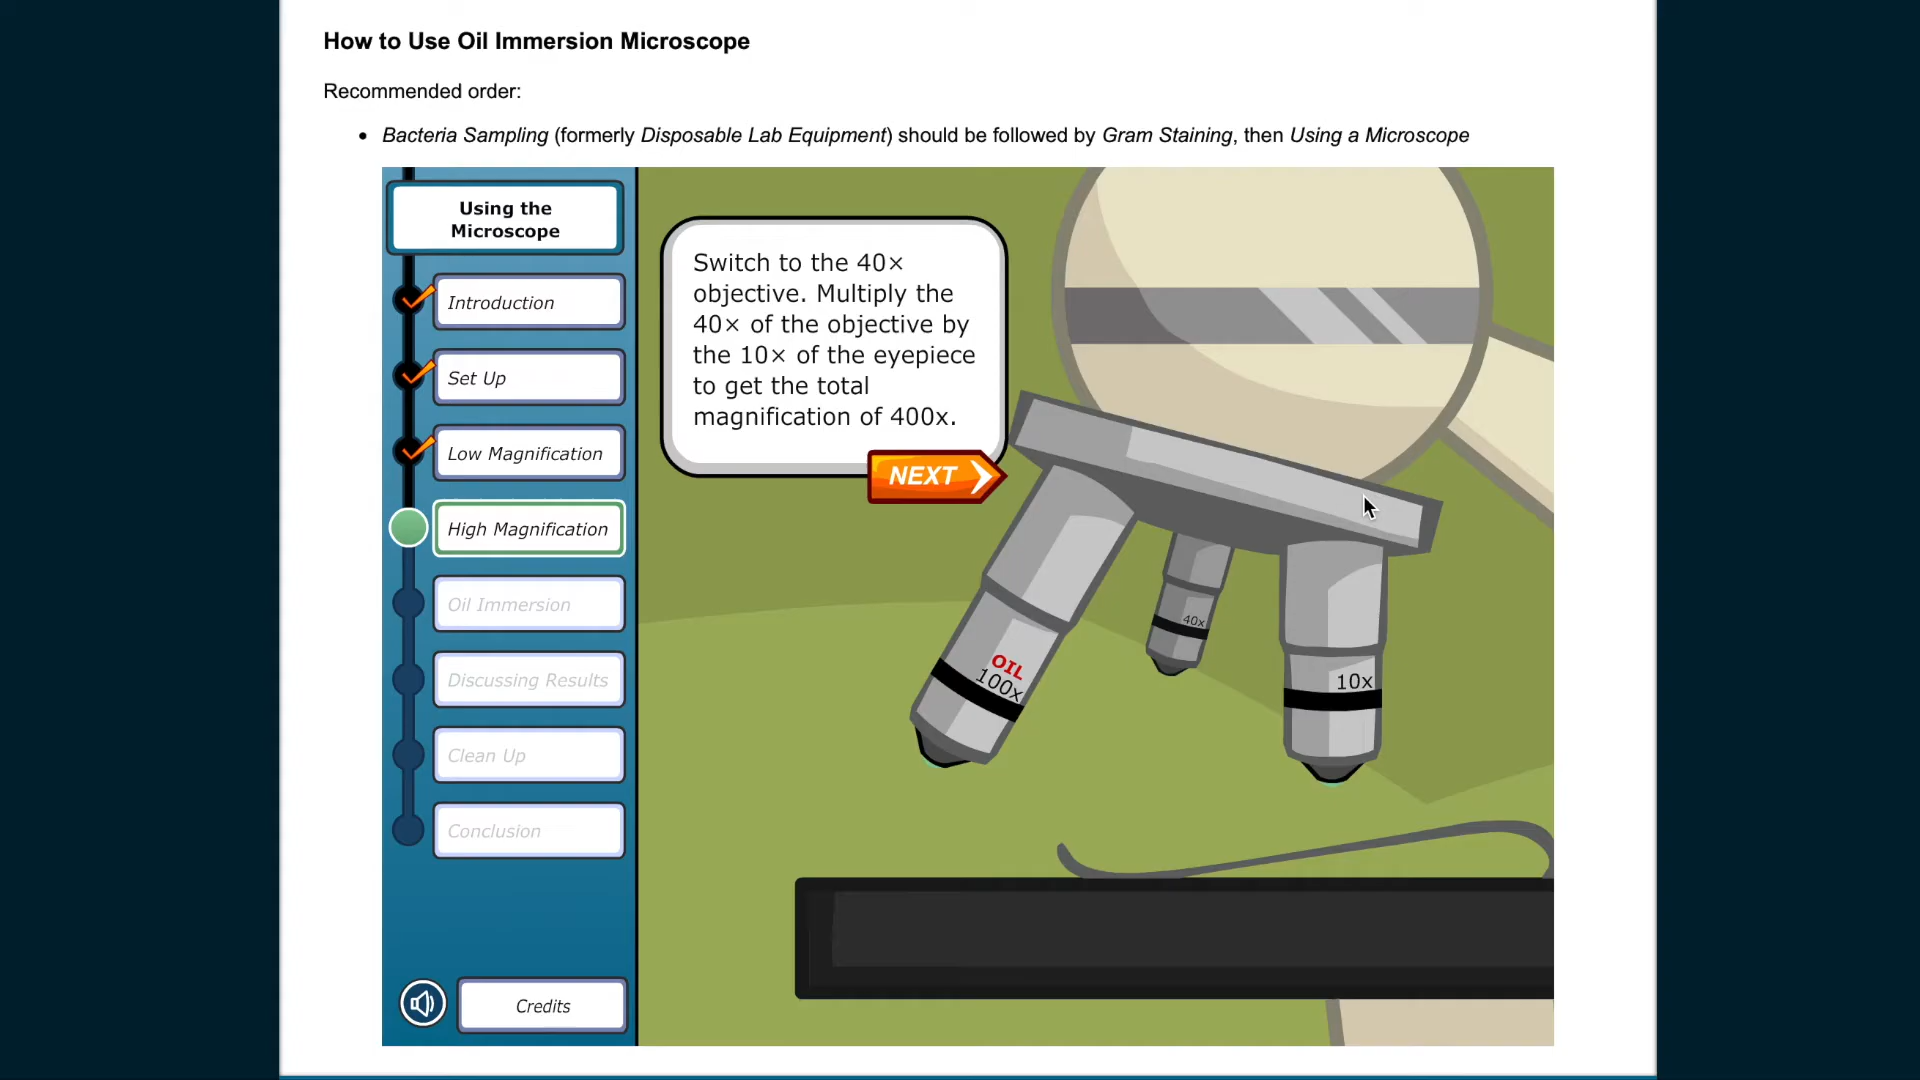 How to Use Oil Immersion Microscope
Recommended order:
• Bacteria Sampling (formerly Disposable Lab Equipment) should be followed by Gram Staining, then Using a Microscope
Using the
Microscope
Introduction
Set Up
Low Magnification
High Magnification
Oil Immersion
Discussing Results
Clean Up
Conclusion
Credits
Switch to the 40×
objective. Multiply the
40× of the objective by
the 10× of the eyepiece
to get the total
magnification of 400x.
NEXT
40x
OIL
100x
10x